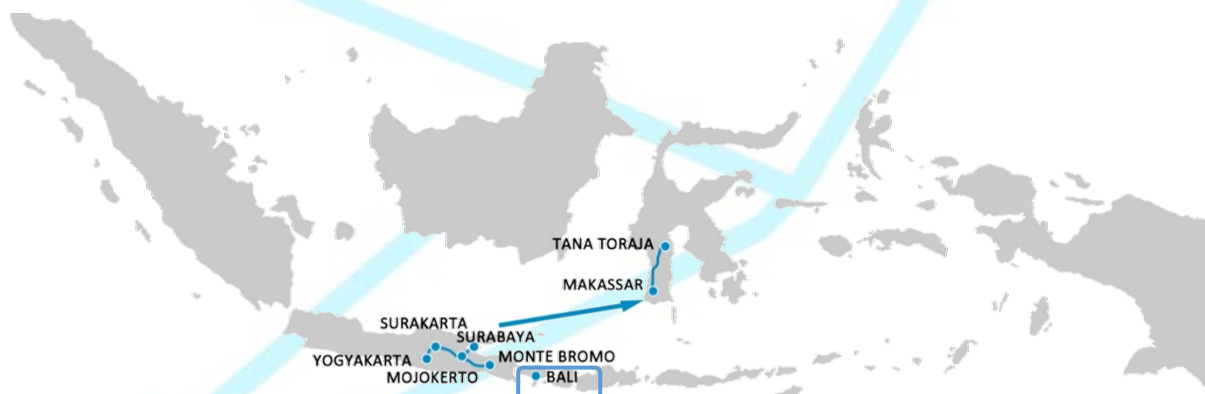 TANA TORAJA
MAKASSAR
SURAKARTA
SURABAYA
YOGYAKARTA
MONTE BROMO
MOJOKERTO
BALI